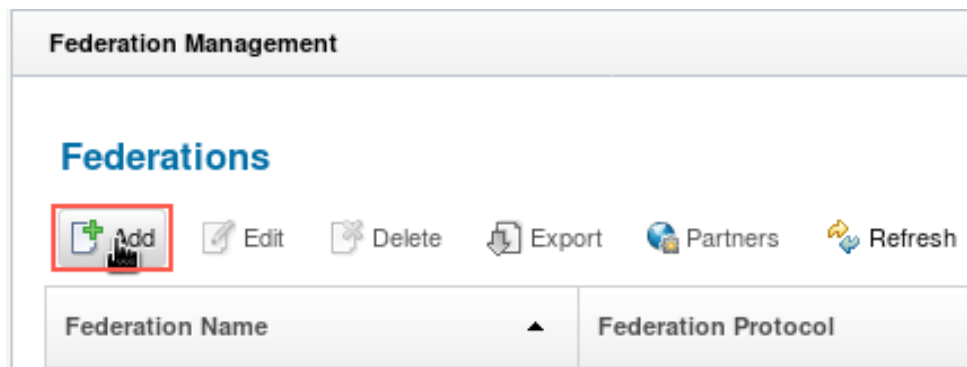 Federation Management
Federations
Add Edit Delete Export Partners Refresh
Federation Name Federation Protocol